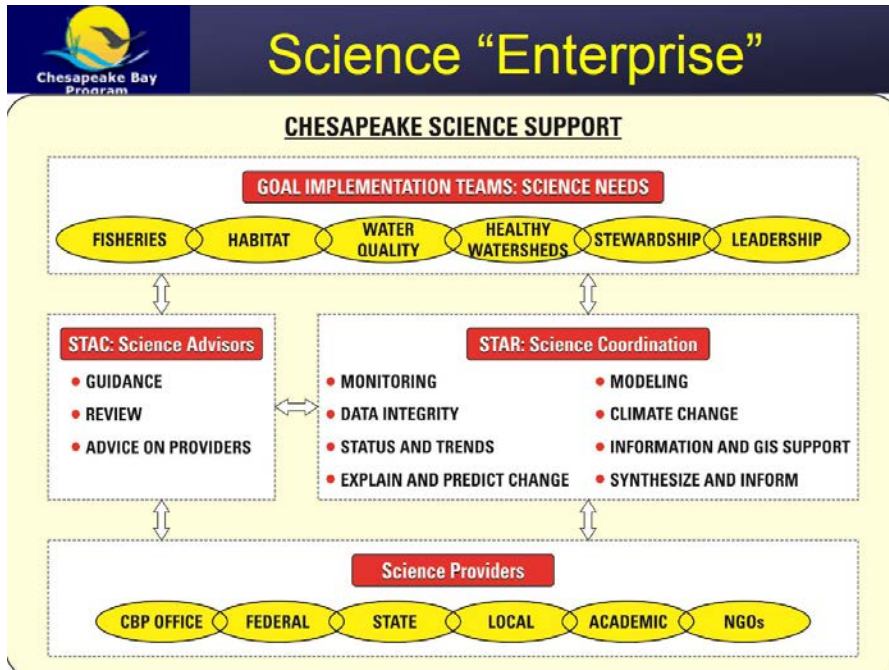 Chesapeake Bay
Program
Science “Enterprise”
CHESAPEAKE SCIENCE SUPPORT
GOAL IMPLEMENTATION TEAMS: SCIENCE NEEDS
FISHERIES
HABITAT
WATER
QUALITY
HEALTHY
WATERSHEDS
STEWARDSHIP
LEADERSHIP
STAC: Science Advisors
• GUIDANCE
• REVIEW
• ADVICE ON PROVIDERS
STAR: Science Coordination
• MONITORING
• DATA INTEGRITY
• STATUS AND TRENDS
• EXPLAIN AND PREDICT CHANGE
• MODELING
• CLIMATE CHANGE
• INFORMATION AND GIS SUPPORT
• SYNTHESIZE AND INFORM
Science Providers
CBP OFFICE
FEDERAL
STATE
LOCAL
ACADEMIC
NGOs